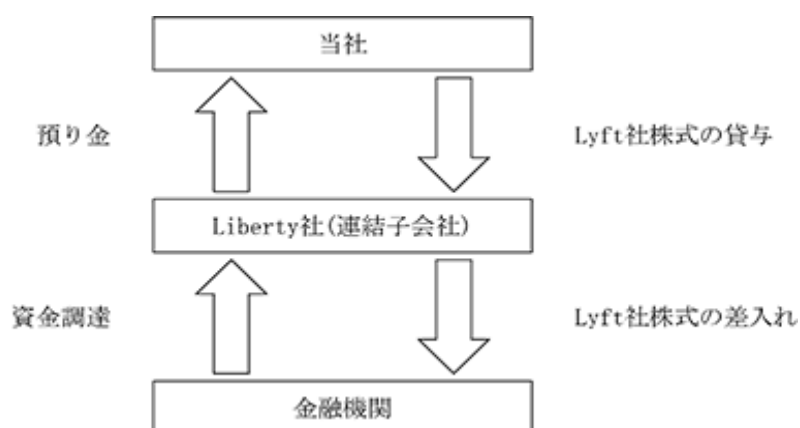 当社
預り金
Lyft社株式の貸与
Liberty社(連結子会社)
資金調達
Lyft社株式の差入れ
金融機関